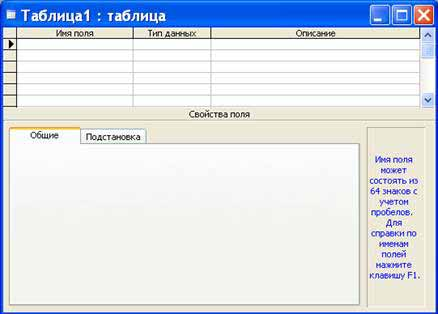 Таблица1 : таблица
Имя поля Тип данных Описание
Свойства поля
Общие Подстановка
Имя поля
может
состоять из
64 знаков с
учетом
пробелов.
Для
справки по
именам
полей
нажмите
клавишу F1.